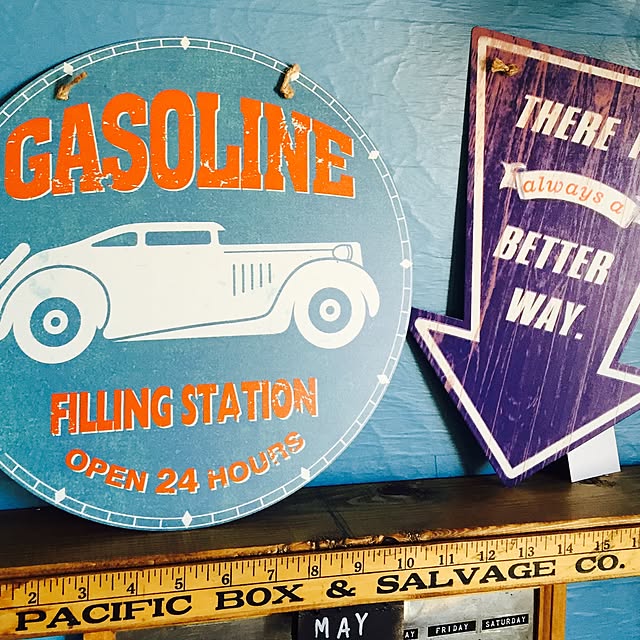 GASOLINE
FILLING STATION
OPEN 24 HOURS
THERE
always a
BETTER
WAY.
2 3 4 5 6 7 8 9 10 11 12 13 14 15
PACIFIC BOX & SALVAGE CO.
MAY
AY FRIDAY SATURDAY